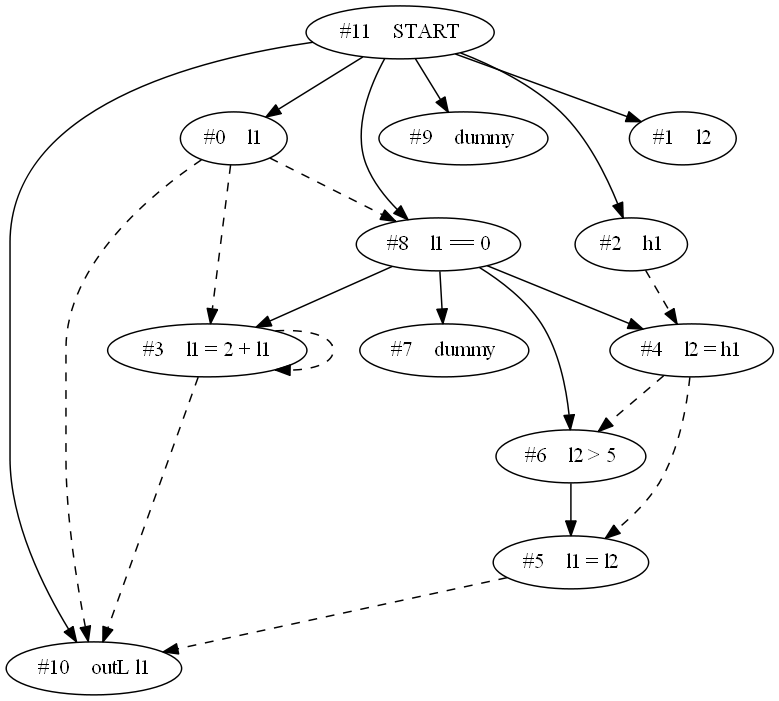 #11 START
#0 l1
#9 dummy
#1 l2
#8 l1 == 0
#2 h1
#3 l1 = 2 + l1
#7 dummy
#4 l2 = h1
#6 l2 > 5
#5 l1 = l2
#10 outL l1